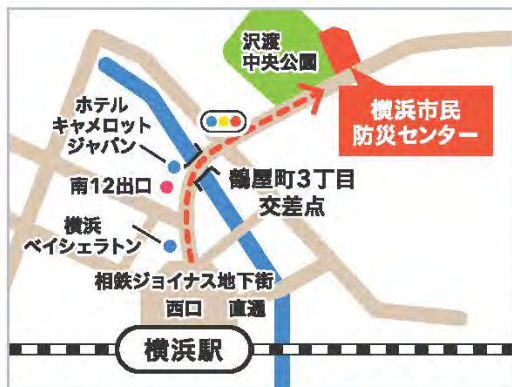 沢渡
中央公園
横浜市民
防災センター
ホテル
キャメロット
ジャパン
南12出口
鶴屋町3丁目
交差点
横浜
ベイシェラトン
相鉄ジョイナス地下街
西口 直通
横浜駅